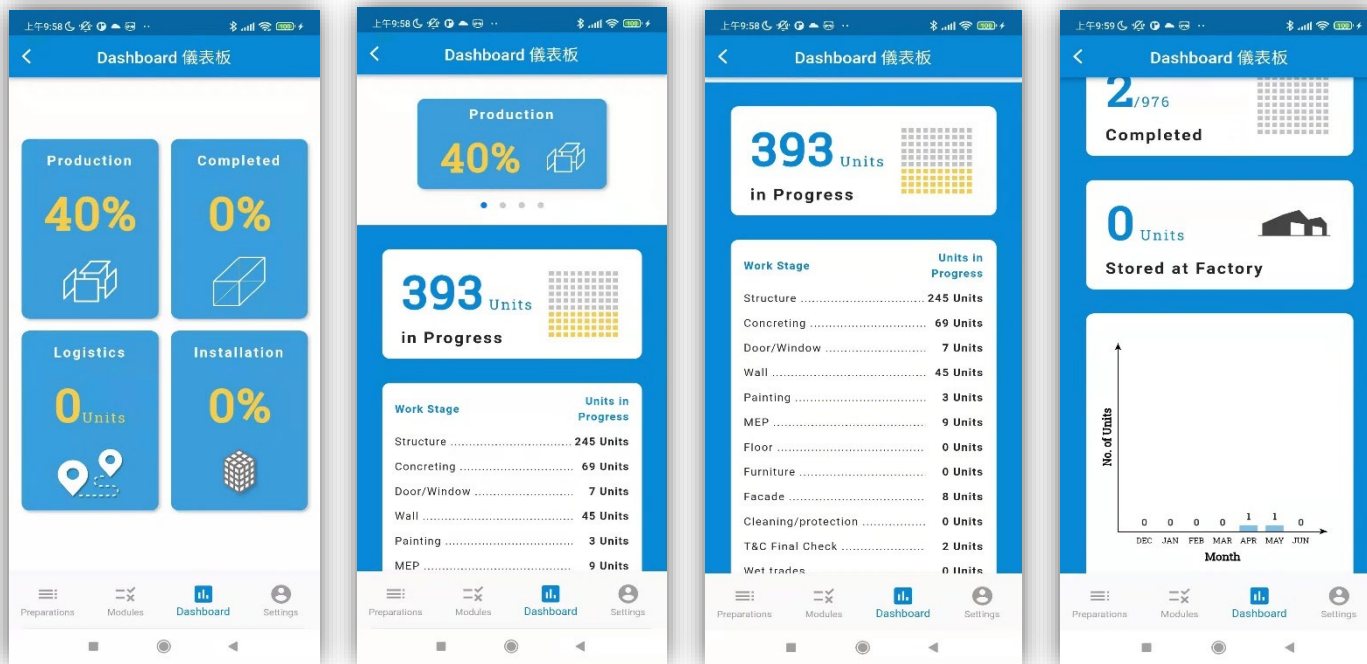 上午9:58
100
Dashboard 儀表板
Production
40%
Completed
0%
Logistics
0 Units
Installation
0%
Preparations
Modules
Dashboard
Settings
上午9:58
100
Dashboard 儀表板
Production
40%
393 Units
in Progress
Work Stage Units in Progress
Structure 245 Units
Concreting 69 Units
Door/Window 7 Units
Wall 45 Units
Painting 3 Units
MEP 9 Units
Preparations
Modules
Dashboard
Settings
上午9:58
100
Dashboard 儀表板
393 Units
in Progress
Work Stage Units in Progress
Structure 245 Units
Concreting 69 Units
Door/Window 7 Units
Wall 45 Units
Painting 3 Units
MEP 9 Units
Floor 0 Units
Furniture 0 Units
Facade 8 Units
Cleaning/protection 0 Units
T&C Final Check 2 Units
Wet trades 0 Units
Preparations
Modules
Dashboard
Settings
上午9:59
100
Dashboard 儀表板
2/976
Completed
0 Units
Stored at Factory
No. of Units
0 0 0 0 1 1 0
DEC JAN FEB MAR APR MAY JUN
Month
Preparations
Modules
Dashboard
Settings